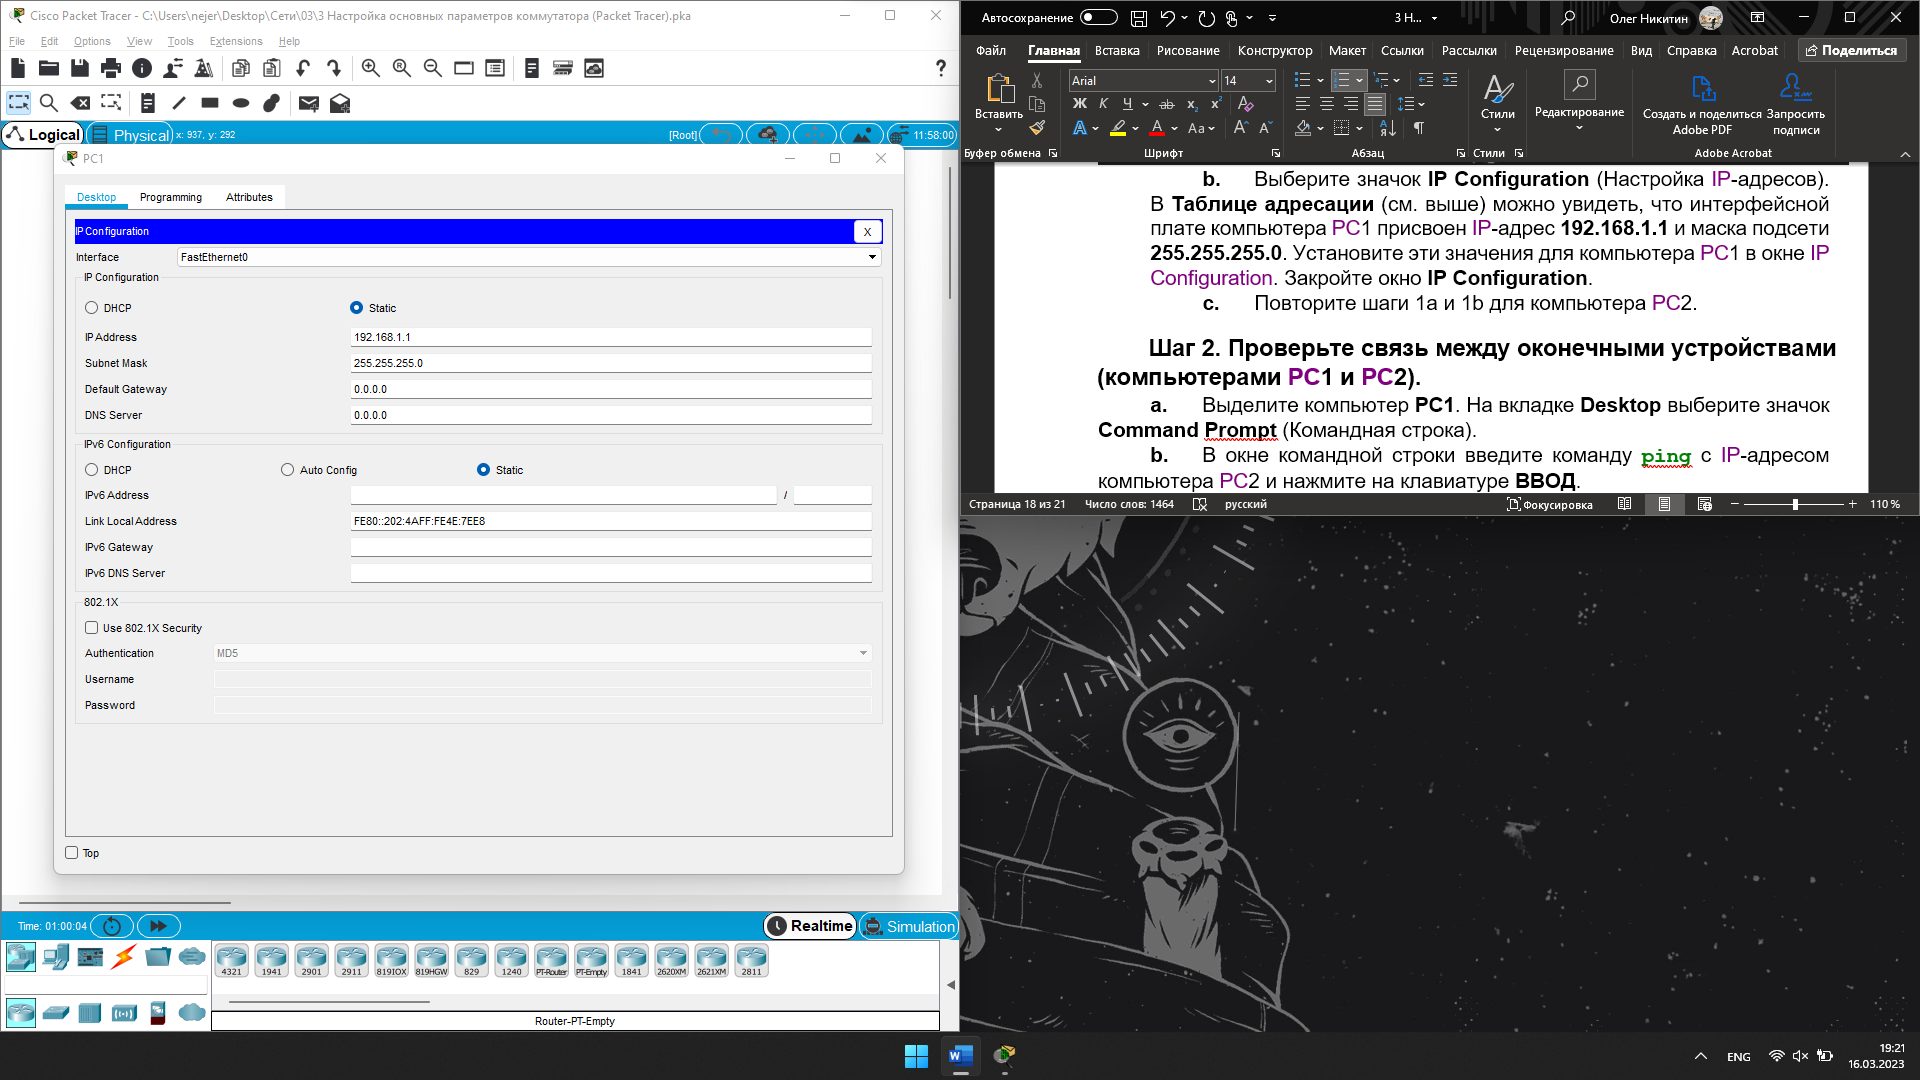 Cisco Packet Tracer - C:\Users\nejer\Desktop\Сети\03\3 Настройка основных параметров коммутатора (Packet Tracer).pka
File Edit Options View Tools Extensions Help
?
Logical Physical x: 937, y: 292 [Root] 11:58:00
PC1
Desktop Programming Attributes
IP Configuration X
Interface FastEthernet0
IP Configuration
DHCP Static
IP Address 192.168.1.1
Subnet Mask 255.255.255.0
Default Gateway 0.0.0.0
DNS Server 0.0.0.0
IPv6 Configuration
DHCP Auto Config Static
IPv6 Address /
Link Local Address FE80::202:4AFF:FE4E:7EE8
IPv6 Gateway
IPv6 DNS Server
802.1X
Use 802.1X Security
Authentication MD5
Username
Password
Top
Time: 01:00:04 Realtime Simulation
4321 1941 2901 2911 819IOX 819HGW 829 1240 PT-Router PT-Empty 1841 2620XM 2621XM 2811
Router-PT-Empty
Автосохранение 3 Н... Олег Никитин
Файл Главная Вставка Рисование Конструктор Макет Ссылки Рассылки Рецензирование Вид Справка Acrobat Поделиться
Arial 14
Вставить
Ж К Ч ab x₂ x²
Aa
Стили
Редактирование
Создать и поделиться Adobe PDF
Запросить подписи
Буфер обмена Шрифт Абзац Стили Adobe Acrobat
b. Выберите значок IP Configuration (Настройка IP-адресов).
В Таблице адресации (см. выше) можно увидеть, что интерфейсной
плате компьютера PC1 присвоен IP-адрес 192.168.1.1 и маска подсети
255.255.255.0. Установите эти значения для компьютера PC1 в окне IP
Configuration. Закройте окно IP Configuration.
c. Повторите шаги 1a и 1b для компьютера PC2.
Шаг 2. Проверьте связь между оконечными устройствами
(компьютерами PC1 и PC2).
a. Выделите компьютер PC1. На вкладке Desktop выберите значок
Command Prompt (Командная строка).
b. В окне командной строки введите команду ping с IP-адресом
компьютера PC2 и нажмите на клавиатуре ВВОД.
Страница 18 из 21 Число слов: 1464 русский Фокусировка 110 %
ENG
19:21
16.03.2023